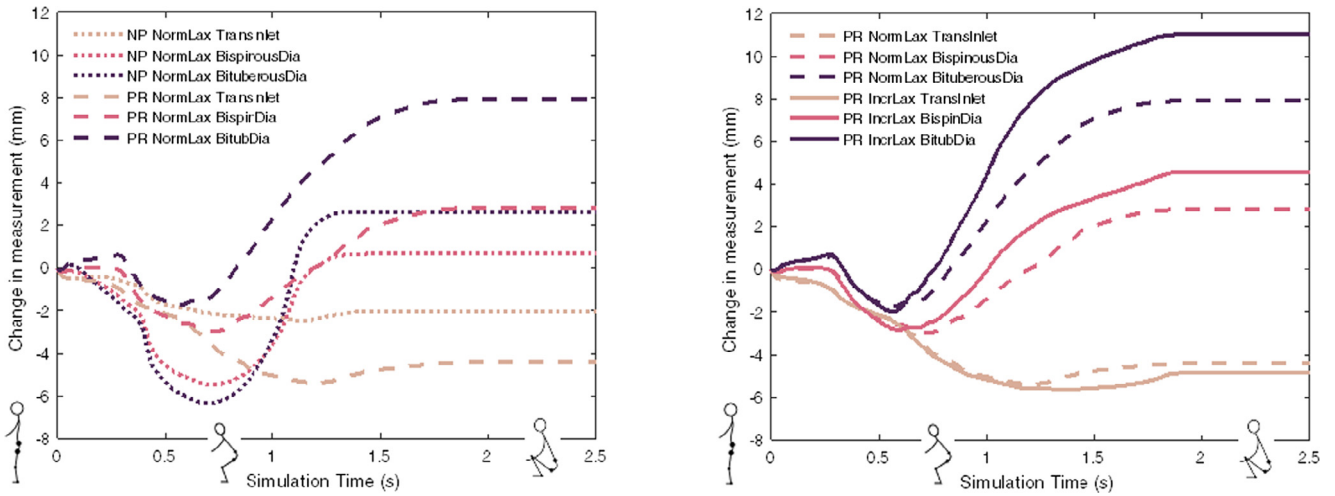 12
10
8
6
4
2
0
-2
-4
-6
-8
Change in measurement (mm)
NP NormLax TransInlet
NP NormLax BispirousDia
NP NormLax BituberousDia
PR NormLax TransInlet
PR NormLax BispirDia
PR NormLax BitubDia
0 0.5 1 1.5 2 2.5
Simulation Time (s)
12
10
8
6
4
2
0
-2
-4
-6
-8
Change in measurement (mm)
PR NormLax TransInlet
PR NormLax BispinousDia
PR NormLax BituberousDia
PR IncrLax TransInlet
PR IncrLax BispinDia
PR IncrLax BitubDia
0 0.5 1 1.5 2 2.5
Simulation Time (s)